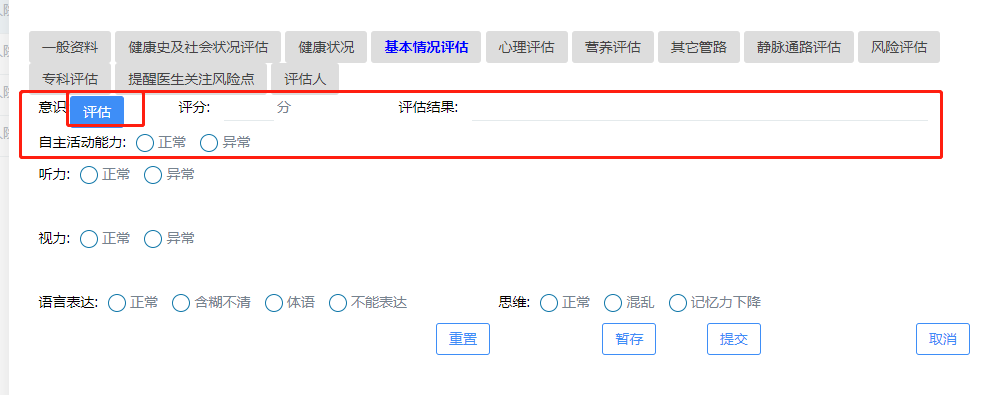 一般资料 健康史及社会状况评估 健康状况 基本情况评估 心理评估 营养评估 其它管路 静脉通路评估 风险评估
专科评估 提醒医生关注风险点 评估人
意识 评估 评分: 分 评估结果:
自主活动能力: 正常 异常
听力: 正常 异常
视力: 正常 异常
语言表达: 正常 含糊不清 体语 不能表达 思维: 正常 混乱 记忆力下降
重置 暂存 提交 取消